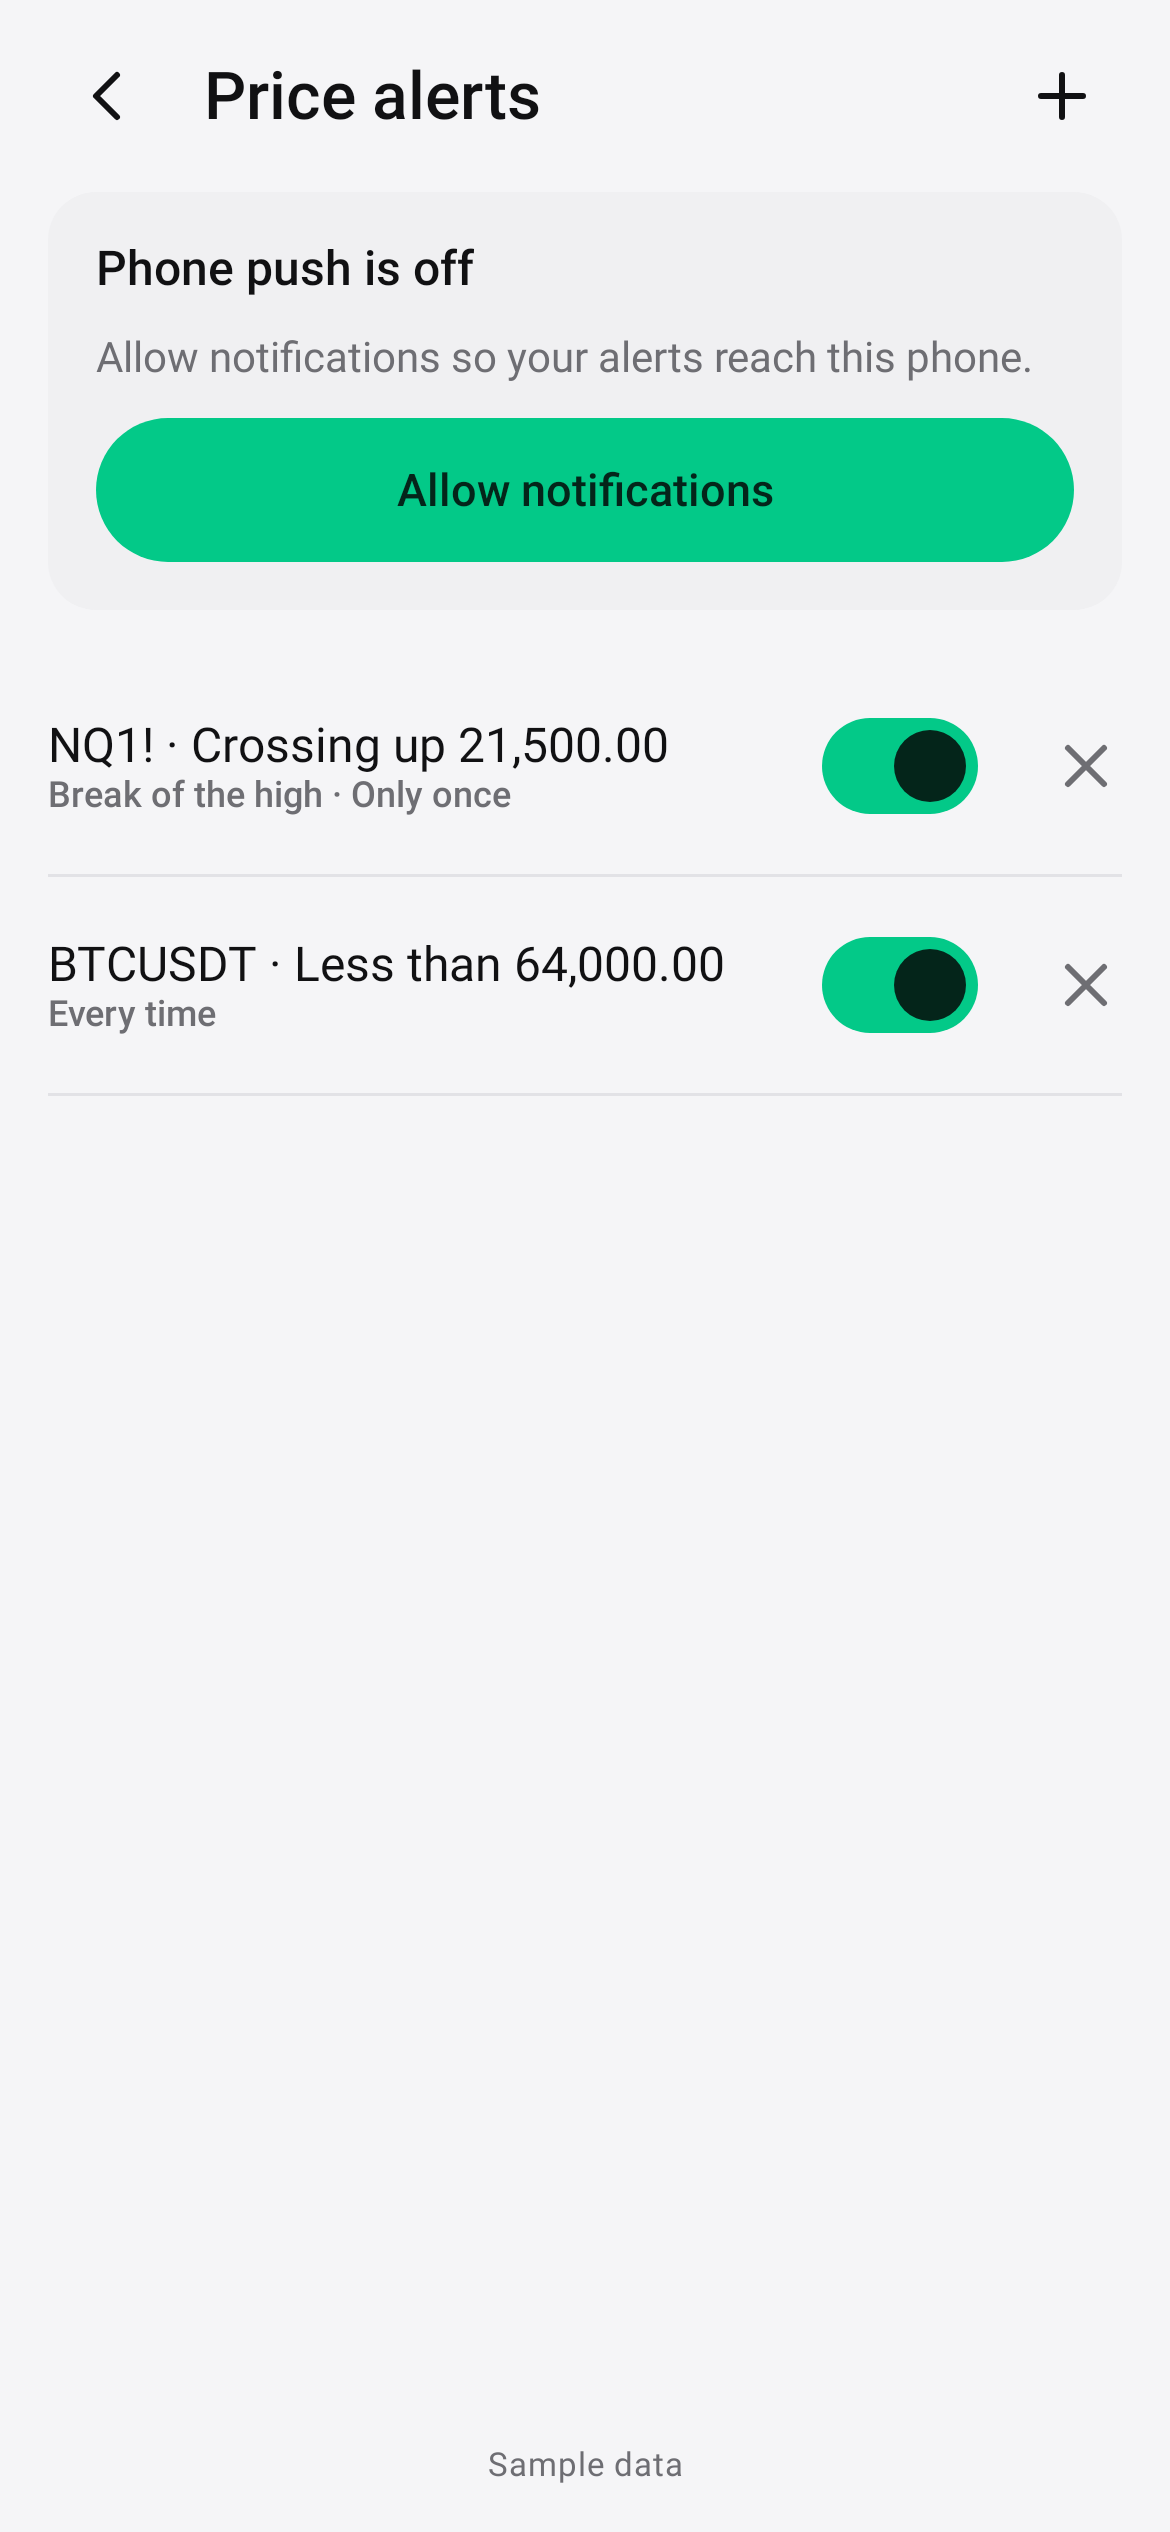 Price alerts
Phone push is off
Allow notifications so your alerts reach this phone.
Allow notifications
NQ1! · Crossing up 21,500.00
Break of the high · Only once
BTCUSDT · Less than 64,000.00
Every time
Sample data